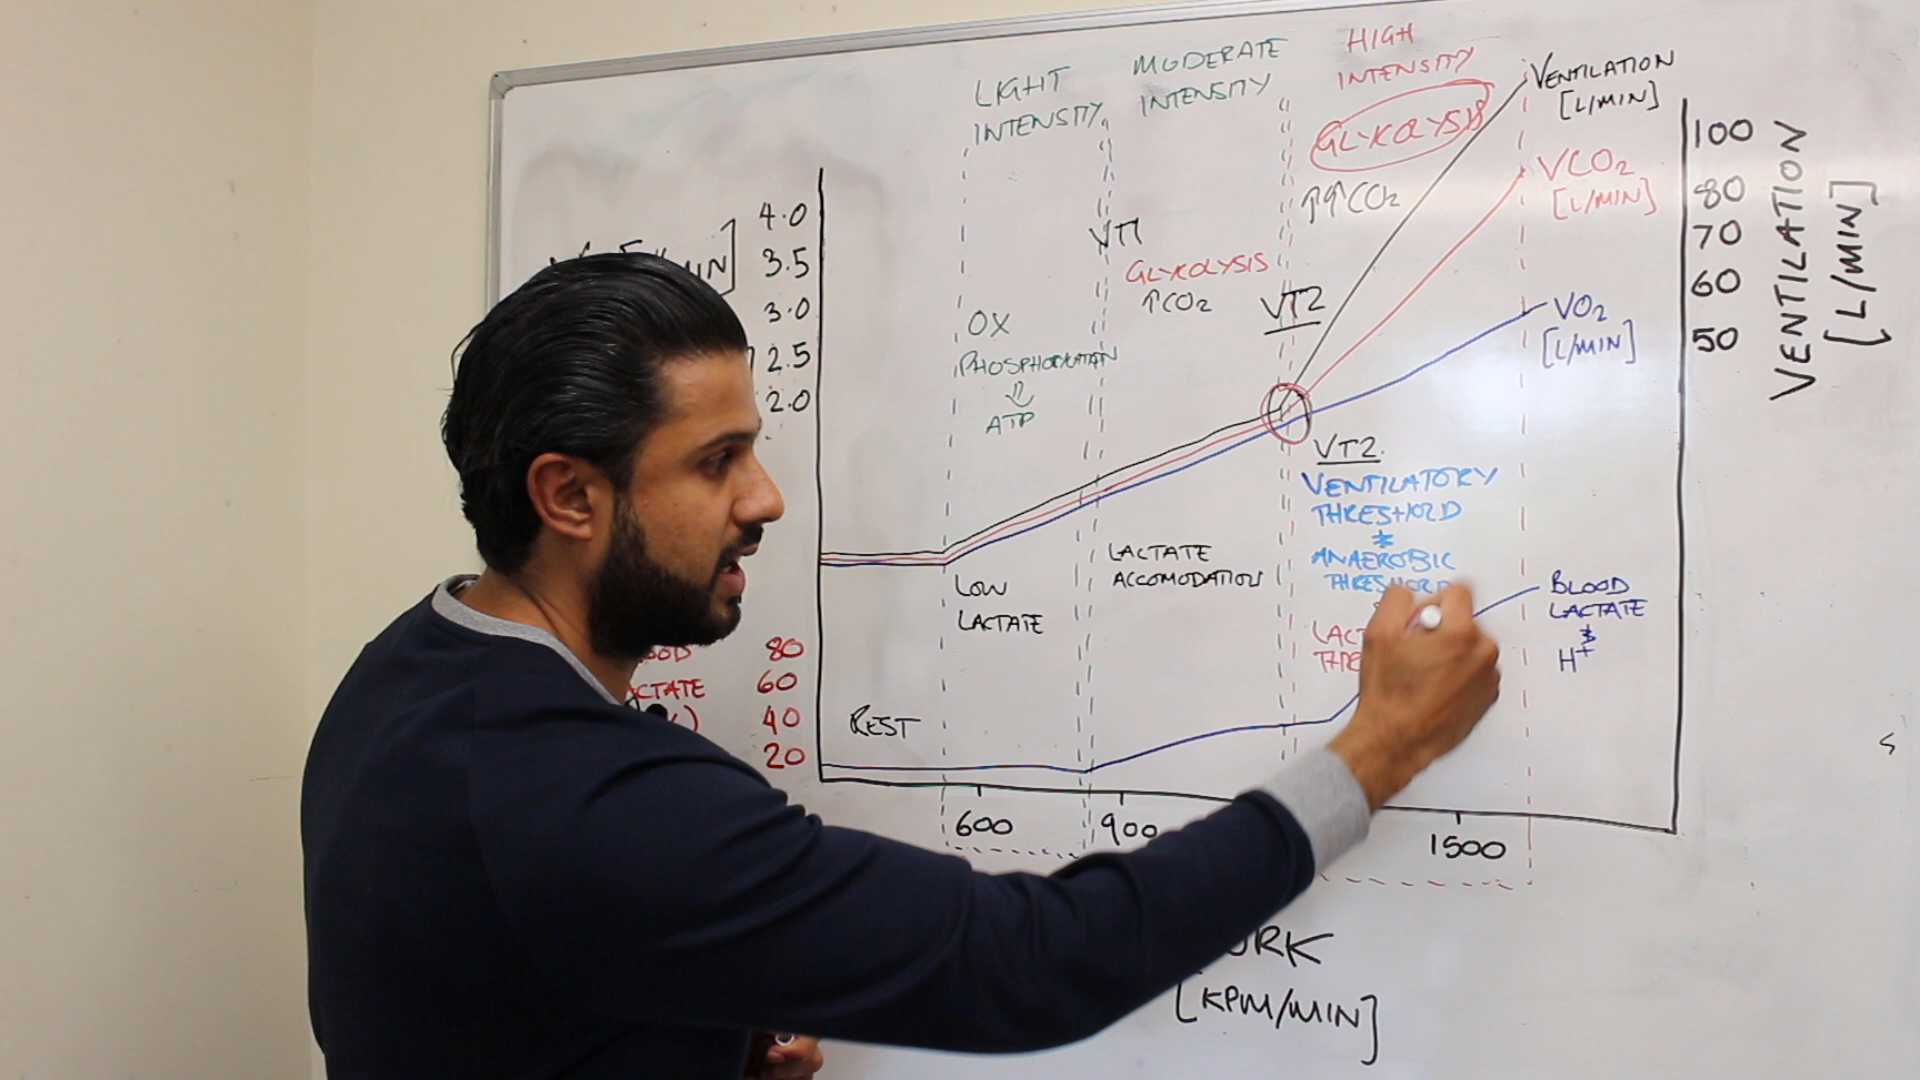 LIGHT
INTENSITY
MODERATE
INTENSITY
HIGH
INTENSITY
GLYCOLYSIS
↑↑CO₂
VENTILATION
[L/MIN]
VCO₂
[L/MIN]
VO₂
[L/MIN]
4.0
3.5
3.0
2.5
2.0
100
80
70
60
50
VENTILATION
[L/MIN]
VT1
GLYCOLYSIS
↑CO₂
VT2
OX
PHOSPHORYLATION
⇓
ATP
VT2.
VENTILATORY
THRESHOLD
&
ANAEROBIC
THRESHOLD
LOW
LACTATE
LACTATE
ACCOMODATION
BLOOD
LACTATE
&
H⁺
80
60
40
20
REST
600
900
1500
[KPM/MIN]